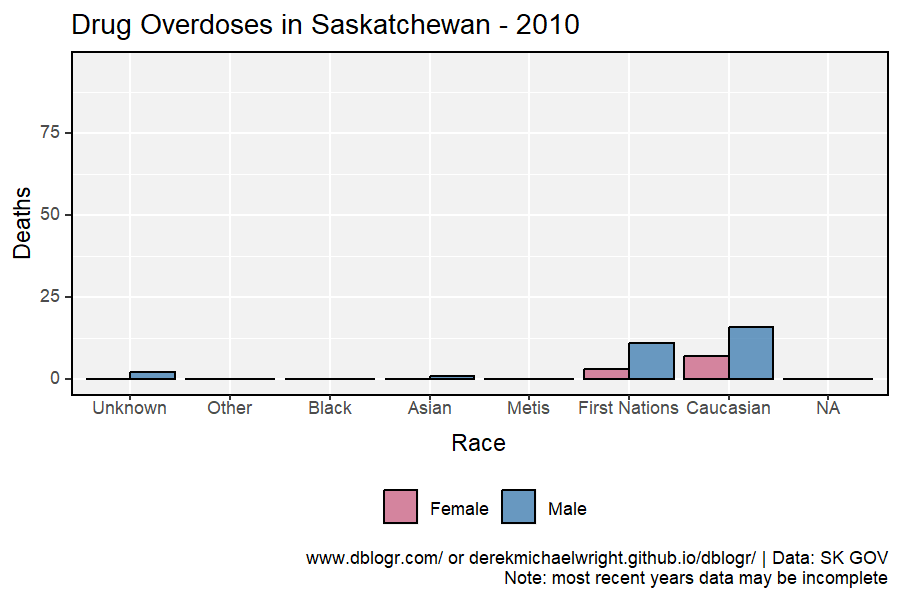 Drug Overdoses in Saskatchewan - 2010
Deaths
75
50
25
0
Unknown Other Black Asian Metis First Nations Caucasian NA
Race
Female Male
www.dblogr.com/ or derekmichaelwright.github.io/dblogr/ | Data: SK GOV
Note: most recent years data may be incomplete